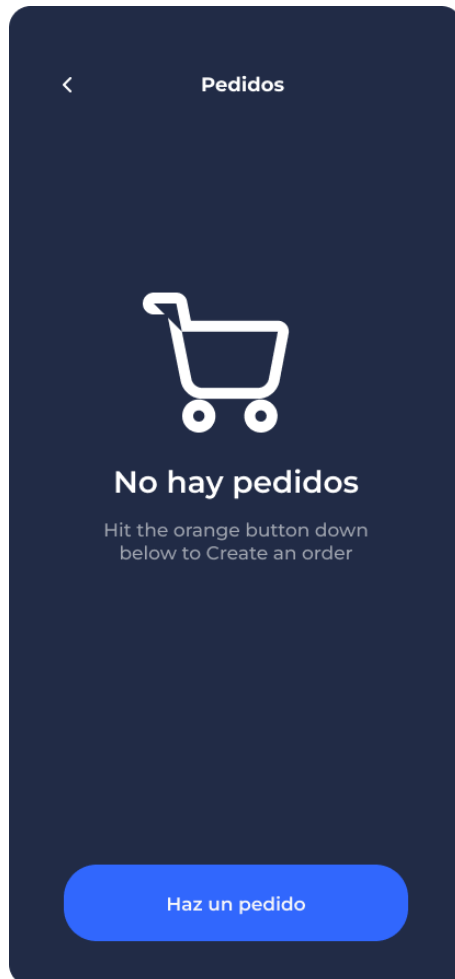 Pedidos
No hay pedidos
Hit the orange button down
below to Create an order
Haz un pedido